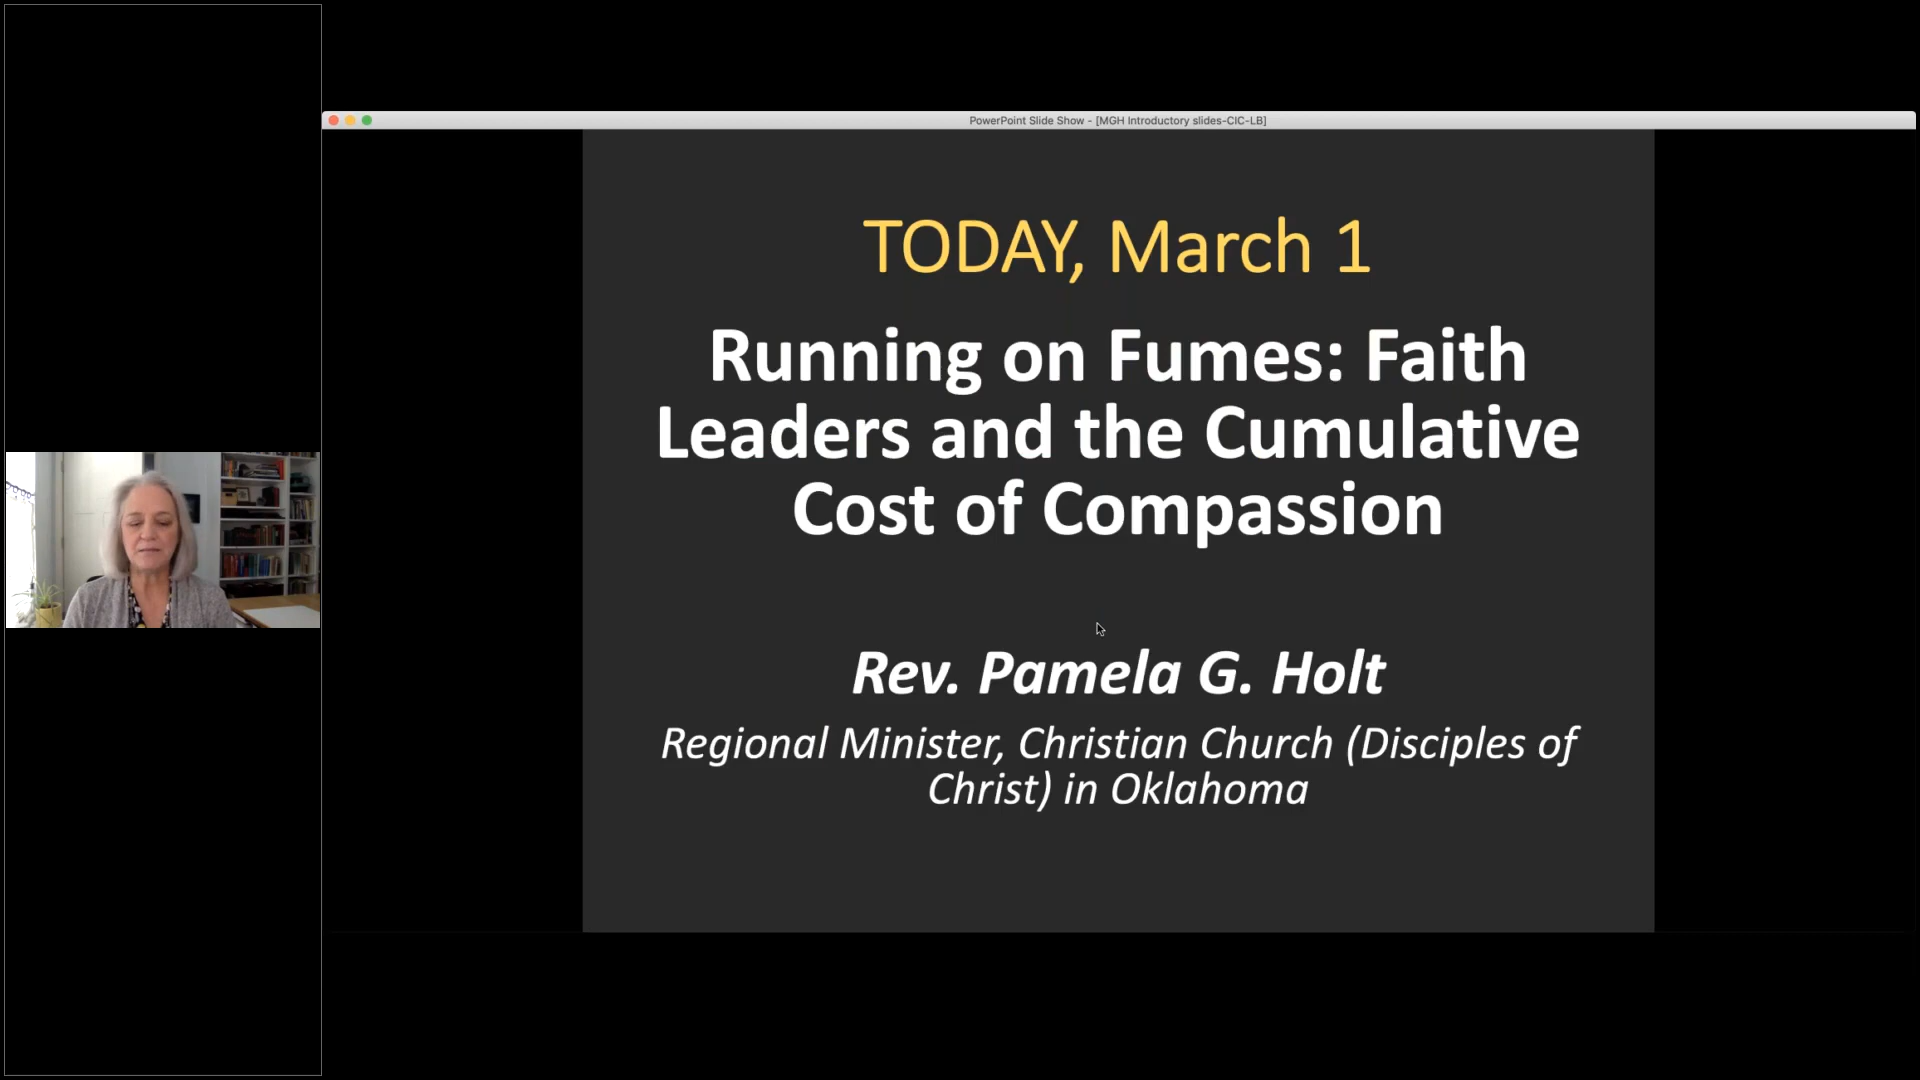 PowerPoint Slide Show - [MGH Introductory slides-CIC-LB]
TODAY, March 1
Running on Fumes: Faith
Leaders and the Cumulative
Cost of Compassion
Rev. Pamela G. Holt
Regional Minister, Christian Church (Disciples of
Christ) in Oklahoma